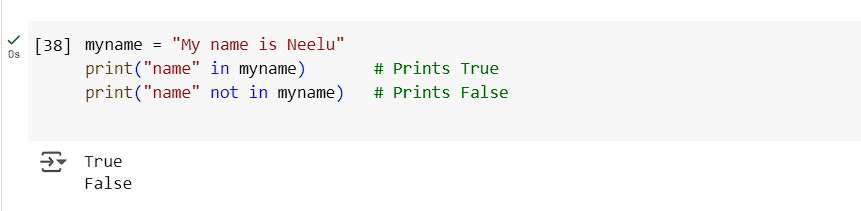 [38] myname = "My name is Neelu"
0s
print("name" in myname)       # Prints True
print("name" not in myname)   # Prints False
True
False